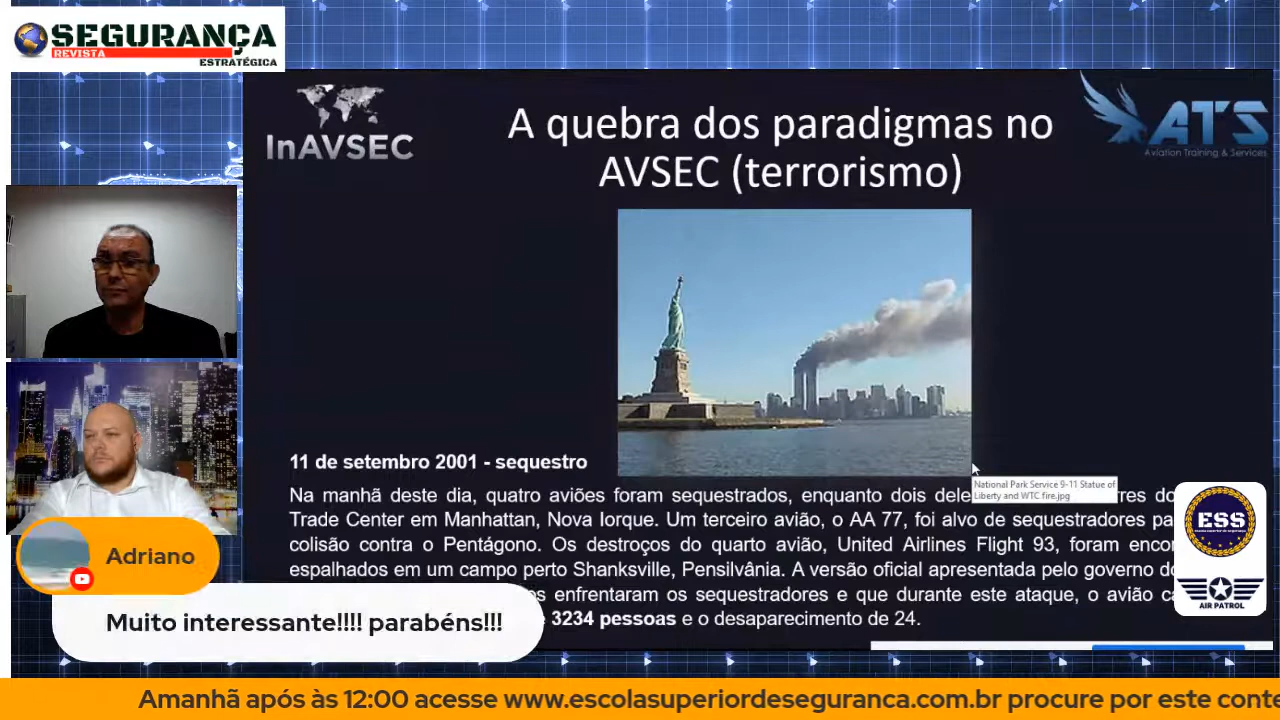 SEGURANÇA
REVISTA
ESTRATÉGICA
InAVSEC
A quebra dos paradigmas no
AVSEC (terrorismo)
ATS
Aviation Training & Services
11 de setembro 2001 - sequestro
Na manhã deste dia, quatro aviões foram sequestrados, enquanto dois
National Park Service 9-11 Statue of
Liberty and WTC fire.jpg
Trade Center em Manhattan, Nova Iorque. Um terceiro avião, o AA 77, foi alvo de sequestradores
colisão contra o Pentágono. Os destroços do quarto avião, United Airlines Flight 93, foram
espalhados em um campo perto Shanksville, Pensilvânia. A versão oficial apresentada pelo governo
enfrentaram os sequestradores e que durante este ataque, o avião
3234 pessoas e o desaparecimento de 24.
ESS
AIR PATROL
Adriano
Muito interessante!!!! parabéns!!!
Amanhã após às 12:00 acesse www.escolasuperiordeseguranca.com.br procure por este